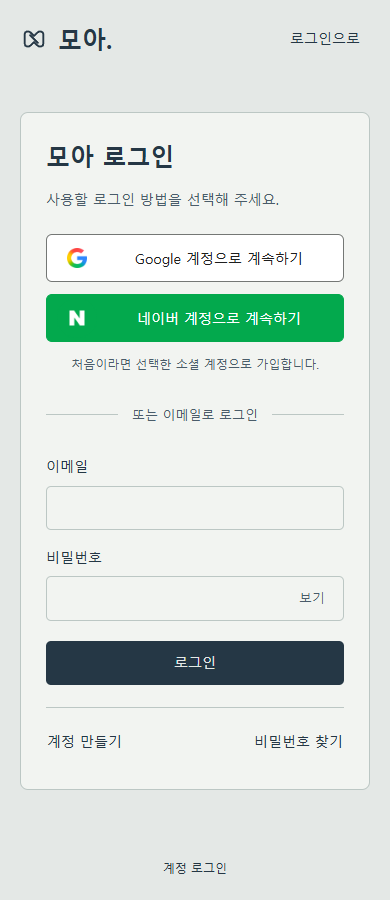 모아.
로그인으로
모아 로그인
사용할 로그인 방법을 선택해 주세요.
Google 계정으로 계속하기
네이버 계정으로 계속하기
처음이라면 선택한 소셜 계정으로 가입합니다.
또는 이메일로 로그인
이메일
비밀번호
보기
로그인
계정 만들기
비밀번호 찾기
계정 로그인